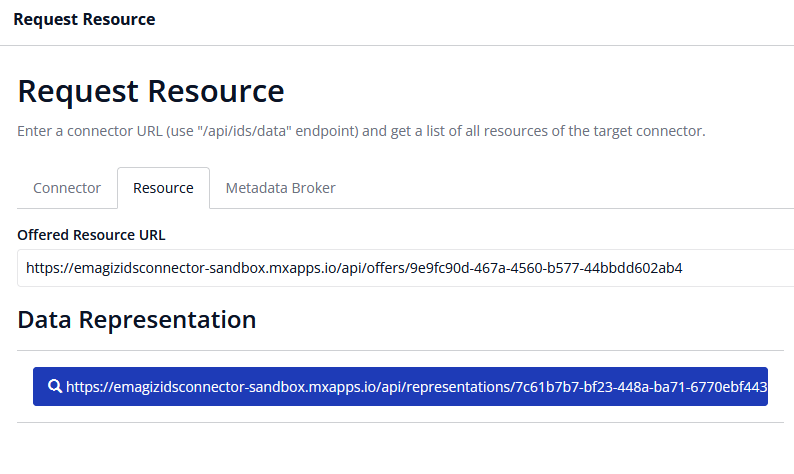 Request Resource
Request Resource
Enter a connector URL (use "/api/ids/data" endpoint) and get a list of all resources of the target connector.
Connector Resource Metadata Broker
Offered Resource URL
https://emagizidsconnector-sandbox.mxapps.io/api/offers/9e9fc90d-467a-4560-b577-44bbdd602ab4
Data Representation
https://emagizidsconnector-sandbox.mxapps.io/api/representations/7c61b7b7-bf23-448a-ba71-6770ebf443